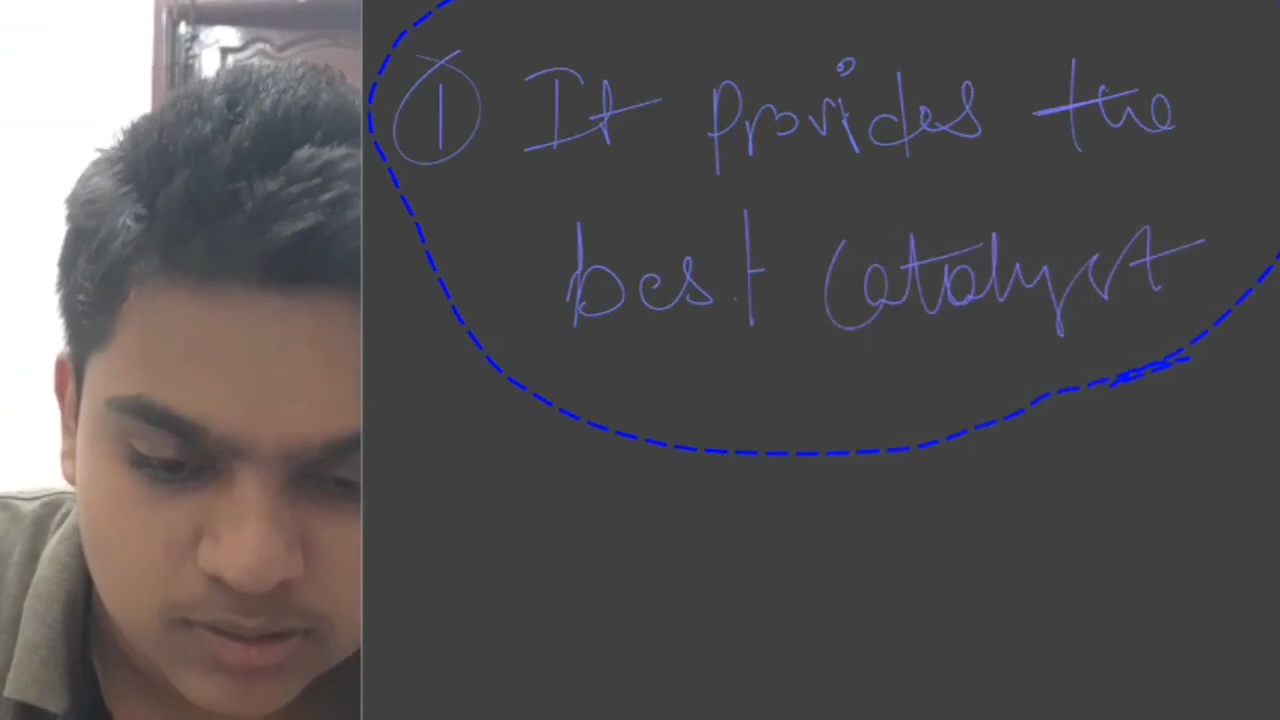 ① It provides the
best catalyst